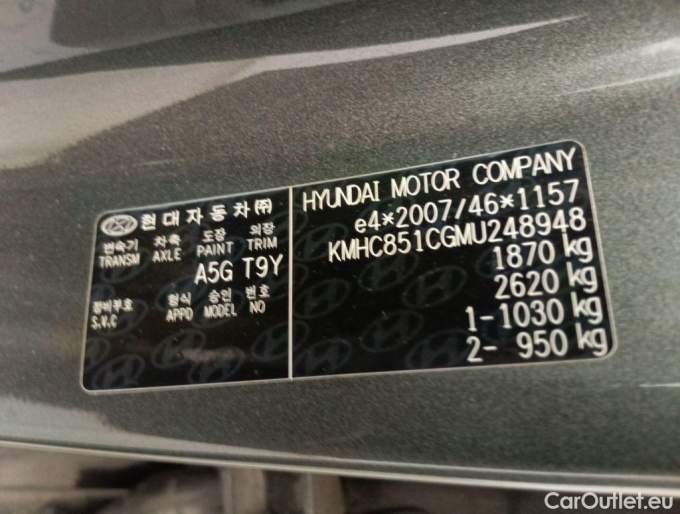 현대자동차㈜
변속기 차축 도장 외장
TRANSM AXLE PAINT TRIM
A5G T9Y
장비부호 형식 승인 번호
S.V.C APPD MODEL NO
HYUNDAI MOTOR COMPANY
e4*2007/46*1157
KMHC851CGMU248948
1870 kg
2620 kg
1-1030 kg
2- 950 kg
CarOutlet.eu